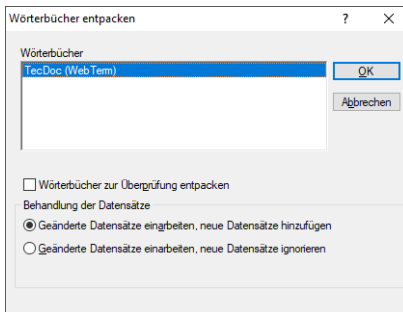 Wörterbücher entpacken ?
Wörterbücher
TecDoc (WebTerm)
OK
Abbrechen
Wörterbücher zur Überprüfung entpacken
Behandlung der Datensätze
Geänderte Datensätze einarbeiten, neue Datensätze hinzufügen
Geänderte Datensätze einarbeiten, neue Datensätze ignorieren